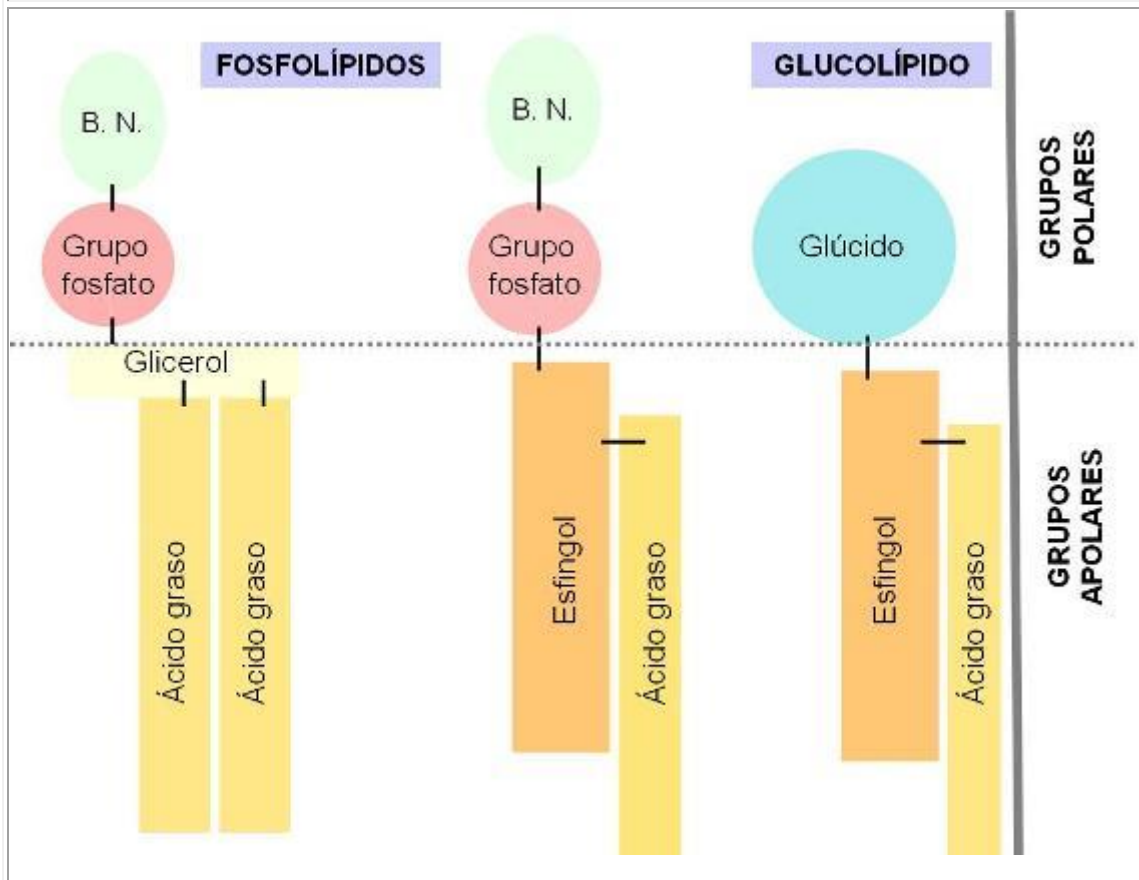 FOSFOLÍPIDOS
GLUCOLÍPIDO
B. N.
B. N.
Grupo
fosfato
Grupo
fosfato
Glúcido
GRUPOS
POLARES
Glicerol
Ácido graso
Ácido graso
Esfingol
Ácido graso
Esfingol
Ácido graso
GRUPOS
APOLARES